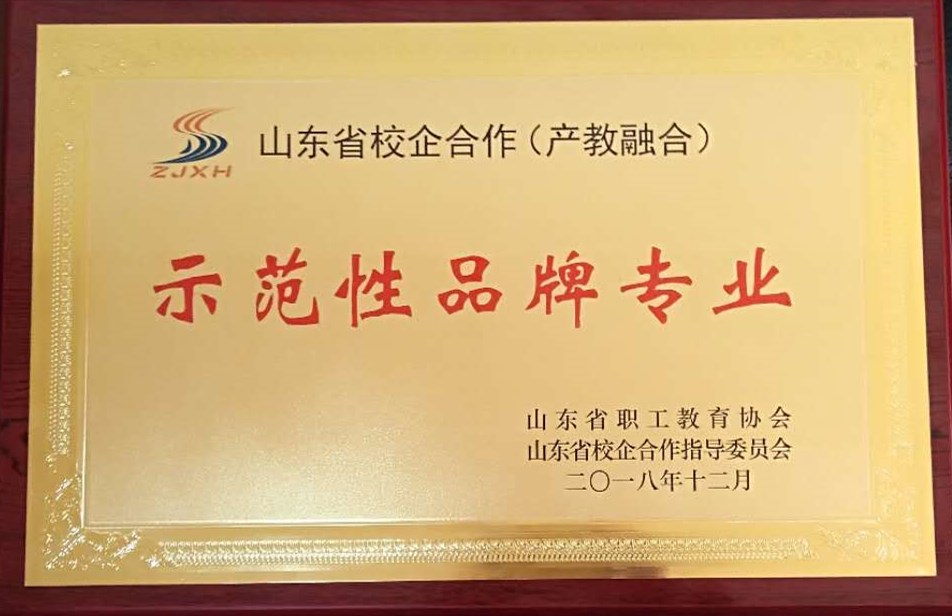 山东省校企合作（产教融合）
ZJXH
示范性品牌专业
山东省职工教育协会
山东省校企合作指导委员会
二〇一八年十二月